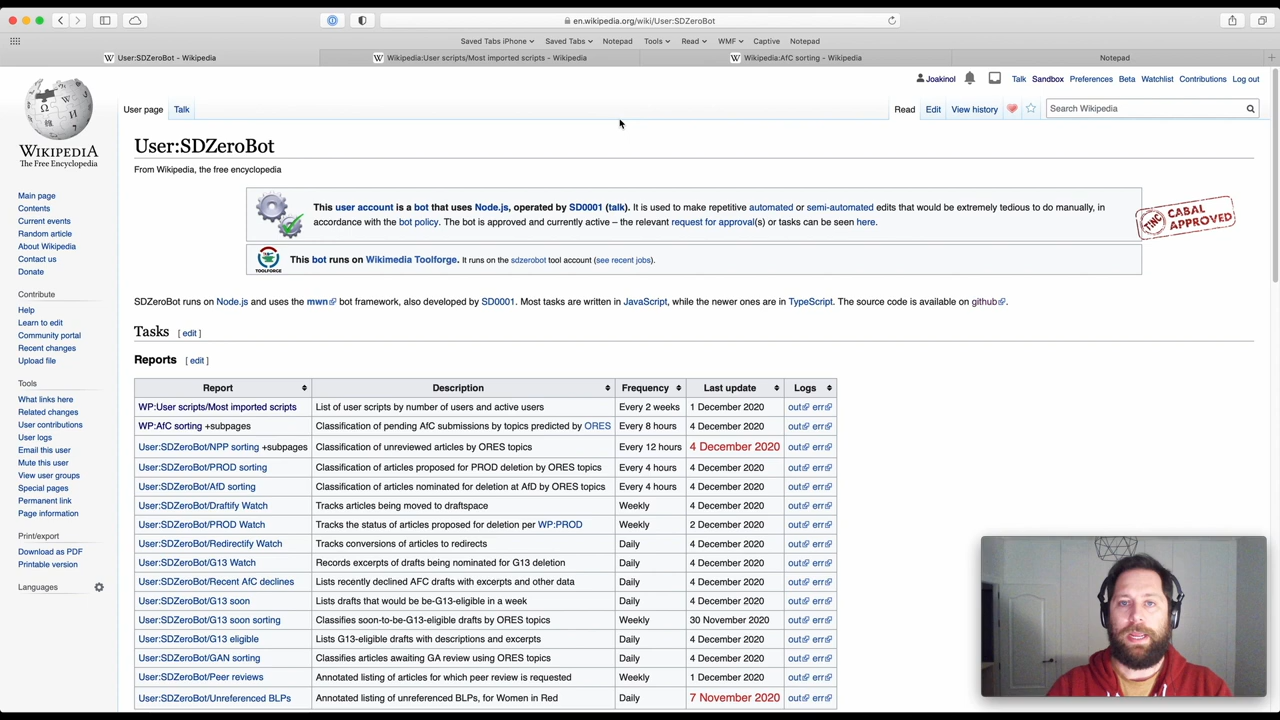 en.wikipedia.org/wiki/User:SDZeroBot
Saved Tabs iPhone Saved Tabs Notepad Tools Read WMF Captive Notepad
User:SDZeroBot - Wikipedia Wikipedia:User scripts/Most imported scripts - Wikipedia Wikipedia:AfC sorting - Wikipedia Notepad
Joakinol Talk Sandbox Preferences Beta Watchlist Contributions Log out
User page Talk Read Edit View history Search Wikipedia
WIKIPEDIA
The Free Encyclopedia
Main page
Contents
Current events
Random article
About Wikipedia
Contact us
Donate
Contribute
Help
Learn to edit
Community portal
Recent changes
Upload file
Tools
What links here
Related changes
User contributions
User logs
Email this user
Mute this user
View user groups
Special pages
Permanent link
Page information
Print/export
Download as PDF
Printable version
Languages
User:SDZeroBot
From Wikipedia, the free encyclopedia
This user account is a bot that uses Node.js, operated by SD0001 (talk). It is used to make repetitive automated or semi-automated edits that would be extremely tedious to do manually, in
accordance with the bot policy. The bot is approved and currently active – the relevant request for approval(s) or tasks can be seen here.
TINC CABAL APPROVED
TOOLFORGE
This bot runs on Wikimedia Toolforge. It runs on the sdzerobot tool account (see recent jobs).
SDZeroBot runs on Node.js and uses the mwn bot framework, also developed by SD0001. Most tasks are written in JavaScript, while the newer ones are in TypeScript. The source code is available on github.
Tasks [ edit ]
Reports [ edit ]
Report Description Frequency Last update Logs
WP:User scripts/Most imported scripts List of user scripts by number of users and active users Every 2 weeks 1 December 2020 out err
WP:AfC sorting +subpages Classification of pending AfC submissions by topics predicted by ORES Every 8 hours 4 December 2020 out err
User:SDZeroBot/NPP sorting +subpages Classification of unreviewed articles by ORES topics Every 12 hours 4 December 2020 out err
User:SDZeroBot/PROD sorting Classification of articles proposed for PROD deletion by ORES topics Every 4 hours 4 December 2020 out err
User:SDZeroBot/AfD sorting Classification of articles nominated for deletion at AfD by ORES topics Every 4 hours 4 December 2020 out err
User:SDZeroBot/Draftify Watch Tracks articles being moved to draftspace Weekly 4 December 2020 out err
User:SDZeroBot/PROD Watch Tracks the status of articles proposed for deletion per WP:PROD Weekly 2 December 2020 out err
User:SDZeroBot/Redirectify Watch Tracks conversions of articles to redirects Daily 4 December 2020 out err
User:SDZeroBot/G13 Watch Records excerpts of drafts being nominated for G13 deletion Daily 4 December 2020 out err
User:SDZeroBot/Recent AfC declines Lists recently declined AFC drafts with excerpts and other data Daily 4 December 2020 out err
User:SDZeroBot/G13 soon Lists drafts that would be be-G13-eligible in a week Daily 4 December 2020 out err
User:SDZeroBot/G13 soon sorting Classifies soon-to-be-G13-eligible drafts by ORES topics Weekly 30 November 2020 out err
User:SDZeroBot/G13 eligible Lists G13-eligible drafts with descriptions and excerpts Daily 4 December 2020 out err
User:SDZeroBot/GAN sorting Classifies articles awaiting GA review using ORES topics Daily 4 December 2020 out err
User:SDZeroBot/Peer reviews Annotated listing of articles for which peer review is requested Weekly 1 December 2020 out err
User:SDZeroBot/Unreferenced BLPs Annotated listing of unreferenced BLPs, for Women in Red Daily 7 November 2020 out err